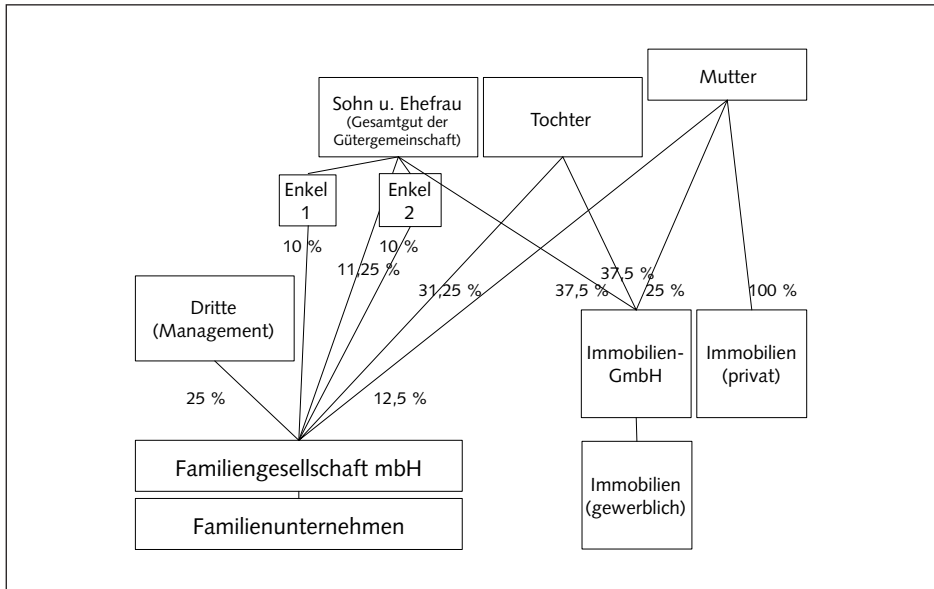 Mutter
Sohn u. Ehefrau
(Gesamtgut der
Gütergemeinschaft)
Tochter
Enkel
1
Enkel
2
10 %
10 %
11,25 %
31,25 %
37,5 %
37,5 %
25 %
100 %
Dritte
(Management)
Immobilien-
GmbH
Immobilien
(privat)
25 %
12,5 %
Familiengesellschaft mbH
Immobilien
(gewerblich)
Familienunternehmen